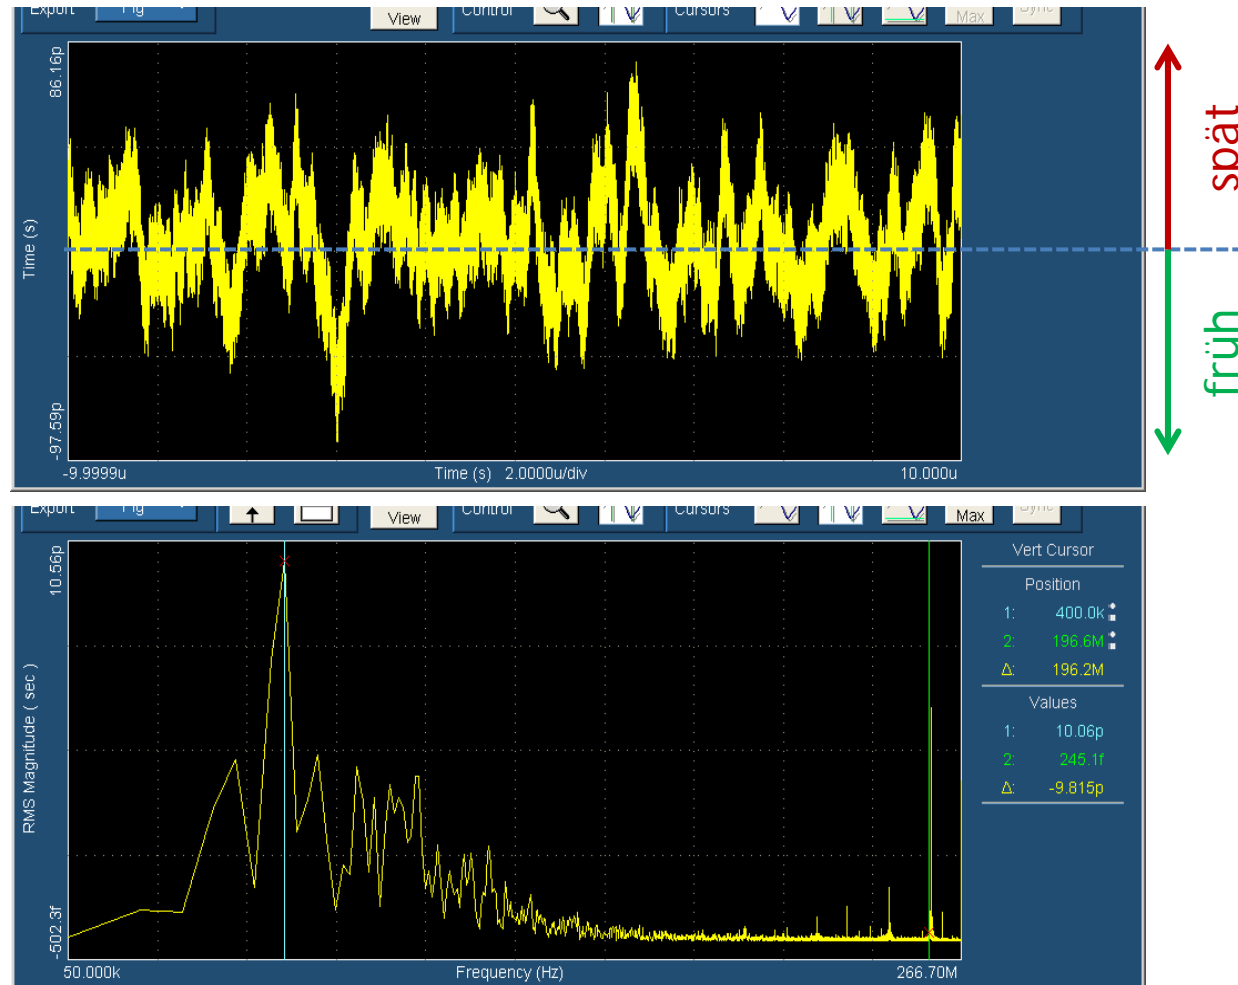 Export
View
Control
Cursors
Max
Sync
86.16p
Time (s)
-97.59p
-9.9999u
Time (s) 2.0000u/div
10.000u
spät
früh
Export
View
Control
Cursors
Max
10.56p
RMS Magnitude ( sec )
-502.3f
50.000k
Frequency (Hz)
266.70M
Vert Cursor
Position
1: 400.0k
2: 196.6M
Δ: 196.2M
Values
1: 10.06p
2: 245.1f
Δ: -9.815p